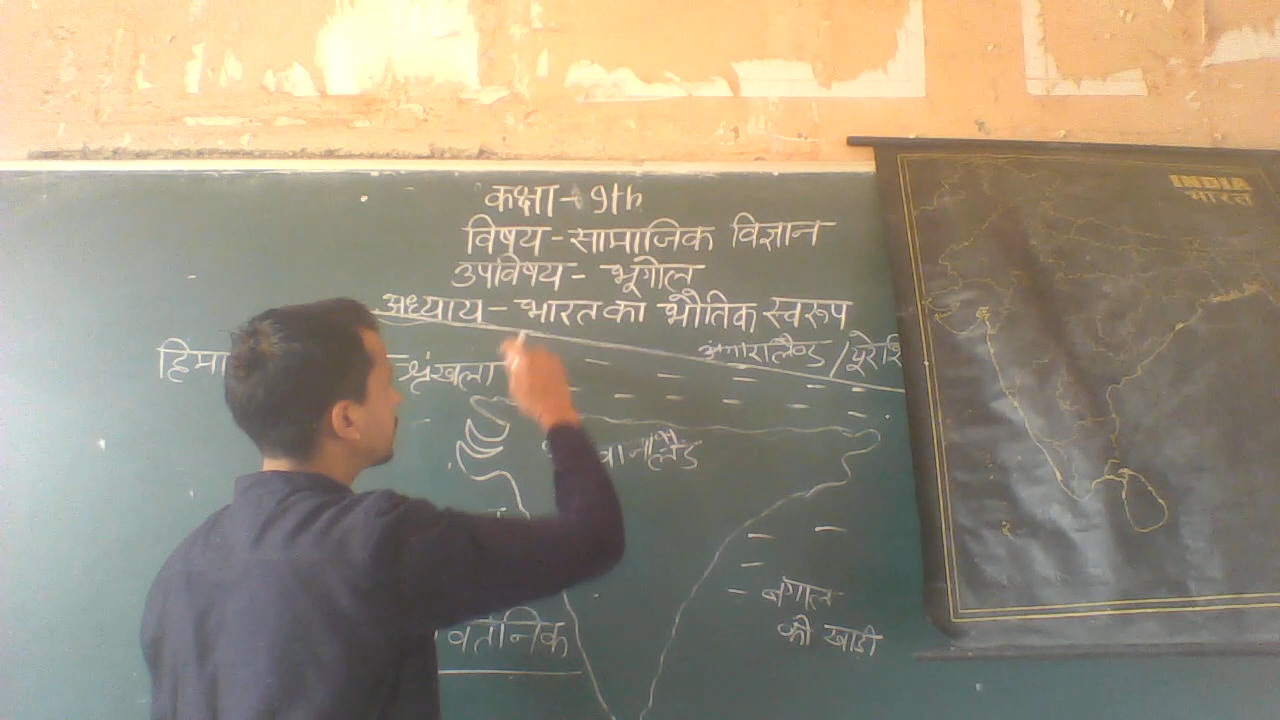 कक्षा - 9th
विषय - सामाजिक विज्ञान
उपविषय - भूगोल
अध्याय - भारत का भौतिक स्वरूप
श्रृंखला
बंगाल
की खाडी
INDIA
भारत